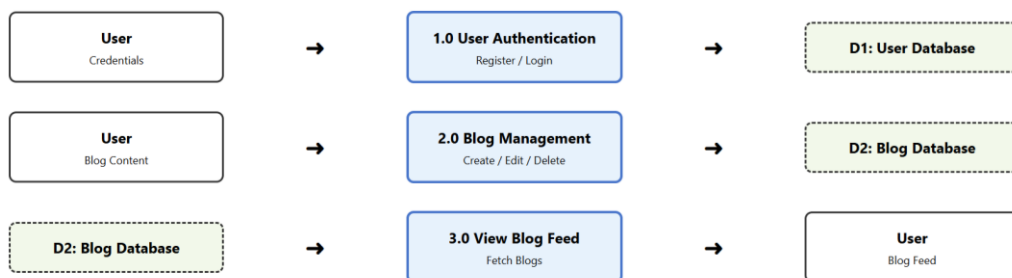 User
Credentials
➜
1.0 User Authentication
Register / Login
➜
D1: User Database
User
Blog Content
➜
2.0 Blog Management
Create / Edit / Delete
➜
D2: Blog Database
D2: Blog Database
➜
3.0 View Blog Feed
Fetch Blogs
➜
User
Blog Feed